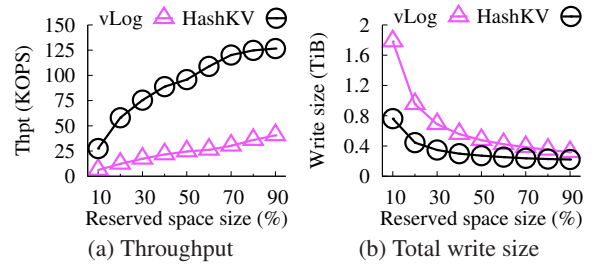 vLog HashKV
Thpt (KOPS)
175
150
125
100
75
50
25
0
10 30 50 70 90
Reserved space size (%)
(a) Throughput
vLog HashKV
Write size (TiB)
2
1.6
1.2
0.8
0.4
0
10 30 50 70 90
Reserved space size (%)
(b) Total write size